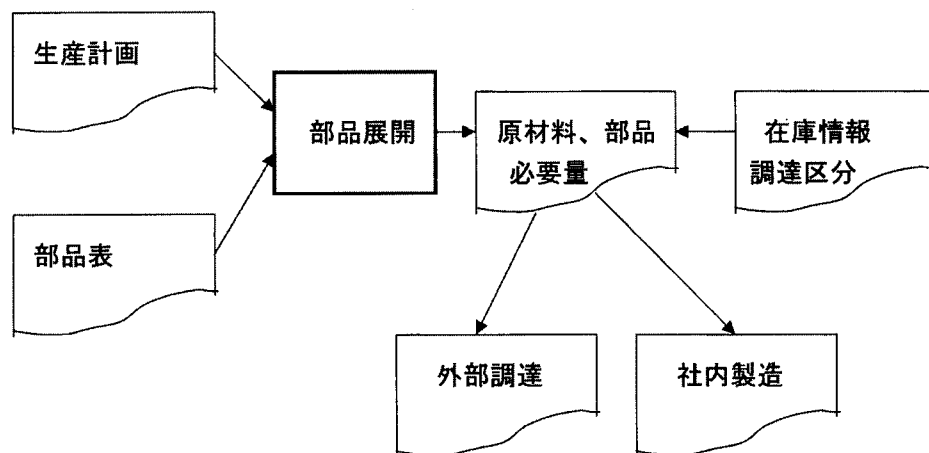 生産計画
部品展開
原材料、部品
必要量
在庫情報
調達区分
部品表
外部調達
社内製造